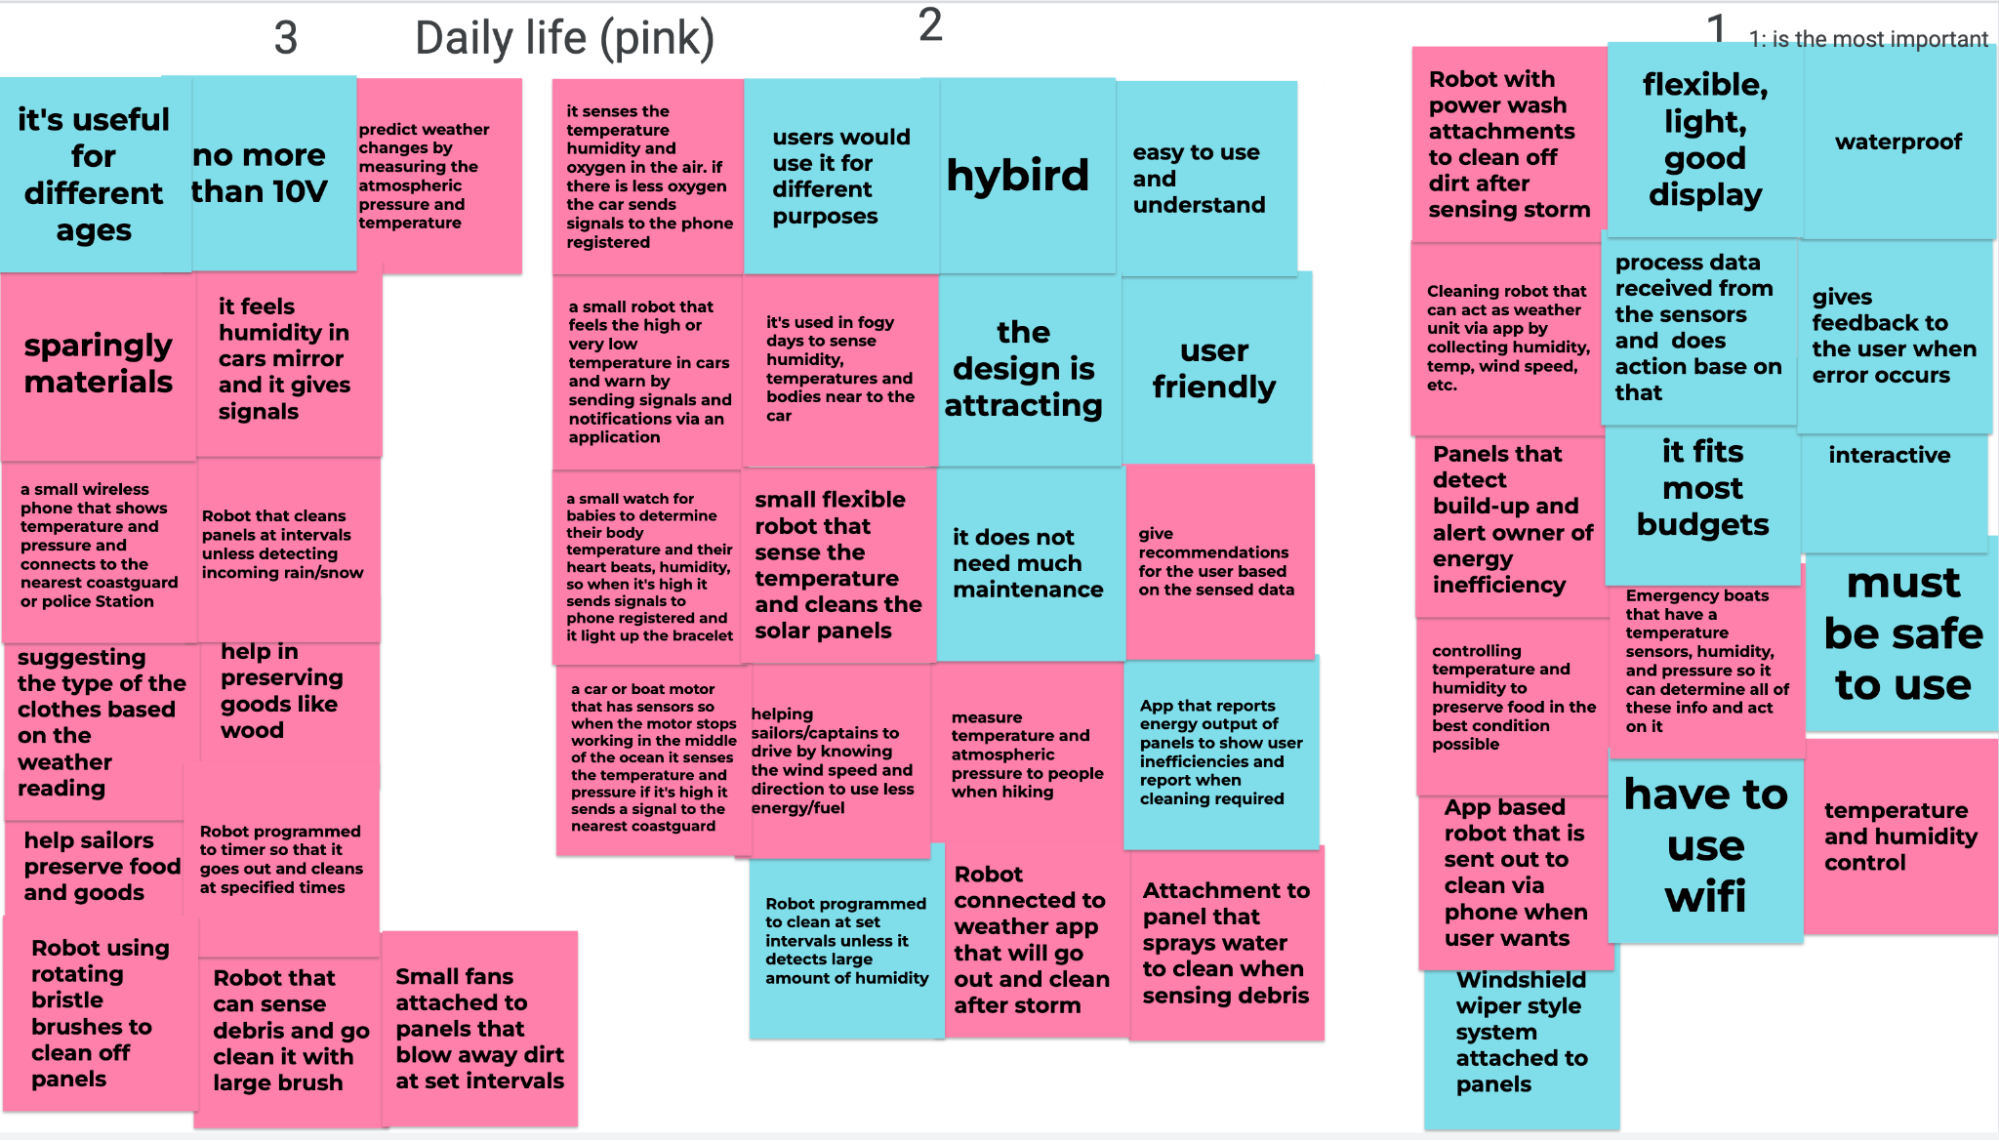 3
Daily life (pink)
2
1
1: is the most important
it's useful
for
different
ages
no more
than 10V
predict weather
changes by
measuring the
atmospheric
pressure and
temperature
sparingly
materials
it feels
humidity in
cars mirror
and it gives
signals
a small wireless
phone that shows
temperature and
pressure and
connects to the
nearest coastguard
or police Station
Robot that cleans
panels at intervals
unless detecting
incoming rain/snow
suggesting
the type of the
clothes based
on the
weather
reading
help in
preserving
goods like
wood
help sailors
preserve food
and goods
Robot programmed
to timer so that it
goes out and cleans
at specified times
Robot using
rotating
bristle
brushes to
clean off
panels
Robot that
can sense
debris and go
clean it with
large brush
Small fans
attached to
panels that
blow away dirt
at set intervals
it senses the
temperature
humidity and
oxygen in the air. if
there is less oxygen
the car sends
signals to the phone
registered
users would
use it for
different
purposes
hybird
easy to use
and
understand
a small robot that
feels the high or
very low
temperature in cars
and warn by
sending signals and
notifications via an
application
it's used in fogy
days to sense
humidity,
temperatures and
bodies near to the
car
the
design is
attracting
user
friendly
a small watch for
babies to determine
their body
temperature and their
heart beats, humidity,
so when it's high it
sends signals to
phone registered and
it light up the bracelet
small flexible
robot that
sense the
temperature
and cleans the
solar panels
it does not
need much
maintenance
give
recommendations
for the user based
on the sensed data
a car or boat motor
that has sensors so
when the motor stops
working in the middle
of the ocean it senses
the temperature and
pressure if it's high it
sends a signal to the
nearest coastguard
helping
sailors/captains to
drive by knowing
the wind speed and
direction to use less
energy/fuel
measure
temperature and
atmospheric
pressure to people
when hiking
App that reports
energy output of
panels to show user
inefficiencies and
report when
cleaning required
Robot programmed
to clean at set
intervals unless it
detects large
amount of humidity
Robot
connected to
weather app
that will go
out and clean
after storm
Attachment to
panel that
sprays water
to clean when
sensing debris
Robot with
power wash
attachments
to clean off
dirt after
sensing storm
flexible,
light,
good
display
waterproof
Cleaning robot that
can act as weather
unit via app by
collecting humidity,
temp, wind speed,
etc.
process data
received from
the sensors
and does
action base on
that
gives
feedback to
the user when
error occurs
Panels that
detect
build-up and
alert owner of
energy
inefficiency
it fits
most
budgets
interactive
controlling
temperature and
humidity to
preserve food in the
best condition
possible
Emergency boats
that have a
temperature
sensors, humidity,
and pressure so it
can determine all of
these info and act
on it
must
be safe
to use
App based
robot that is
sent out to
clean via
phone when
user wants
have to
use
wifi
temperature
and humidity
control
Windshield
wiper style
system
attached to
panels